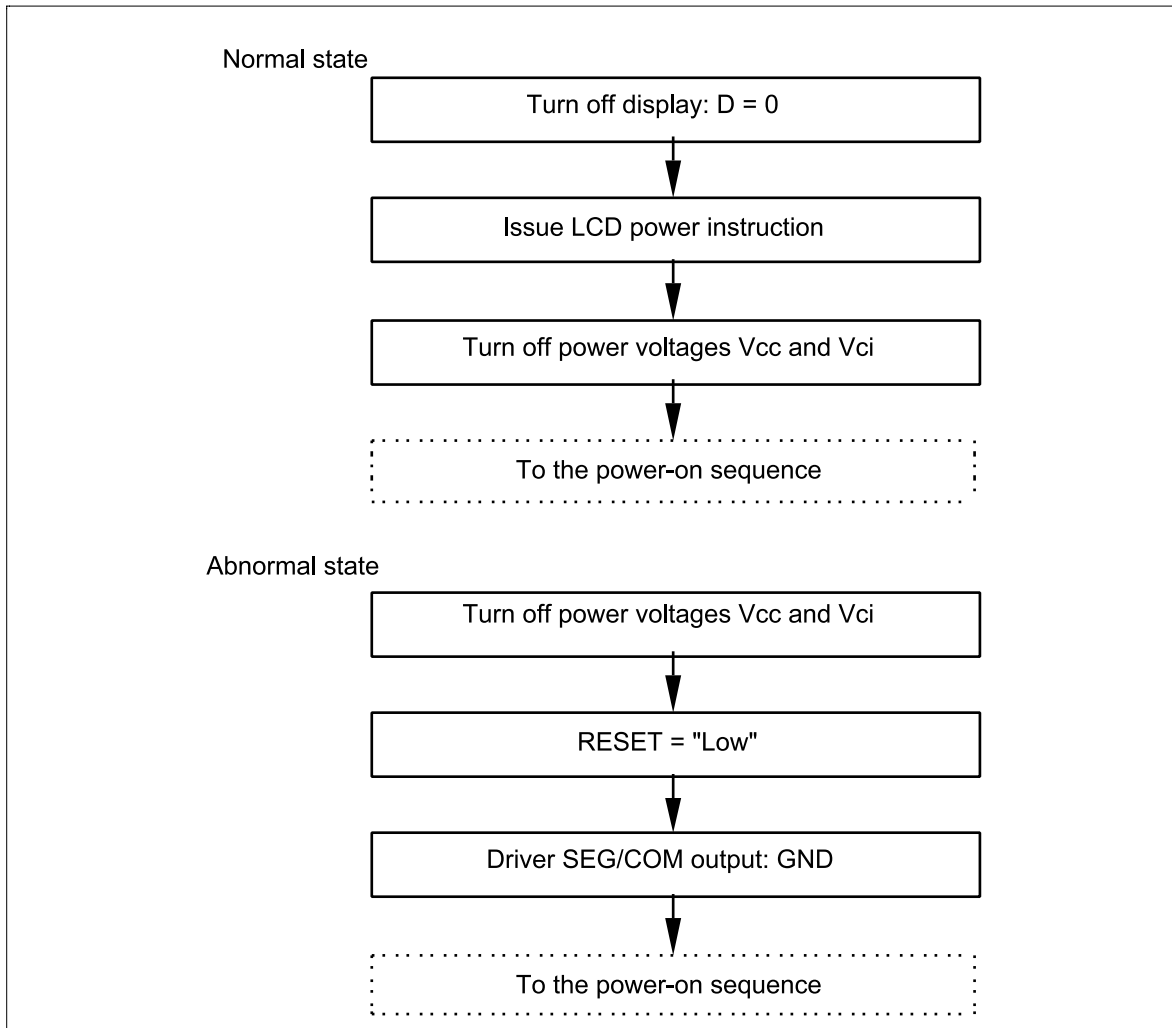 Normal state
Turn off display: D = 0
Issue LCD power instruction
Turn off power voltages Vcc and Vci
To the power-on sequence
Abnormal state
Turn off power voltages Vcc and Vci
RESET = "Low"
Driver SEG/COM output: GND
To the power-on sequence